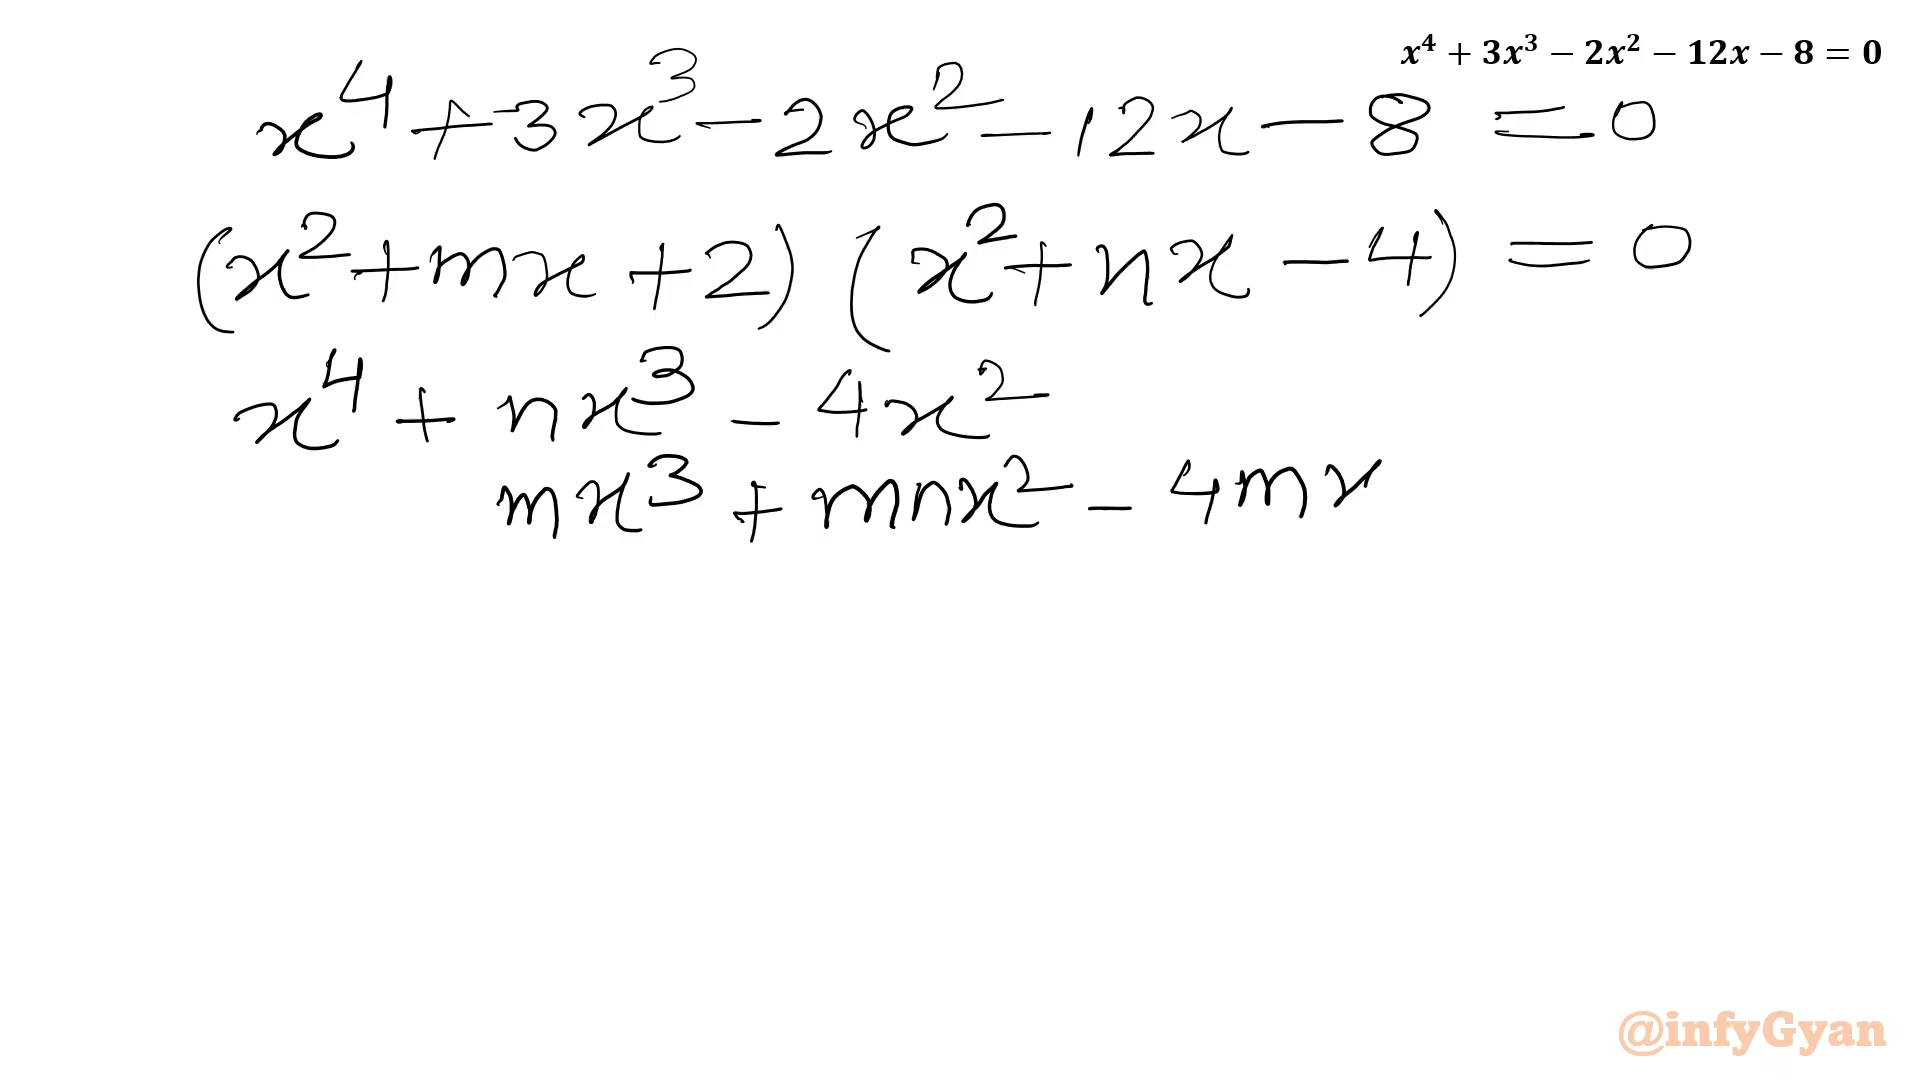 x⁴ + 3x³ − 2x² − 12x − 8 = 0
x⁴ + 3x³ − 2x² − 12x − 8 = 0
(x² + mx + 2) (x² + nx − 4) = 0
x⁴ + nx³ − 4x²
mx³ + mnx² − 4mx
@infyGyan